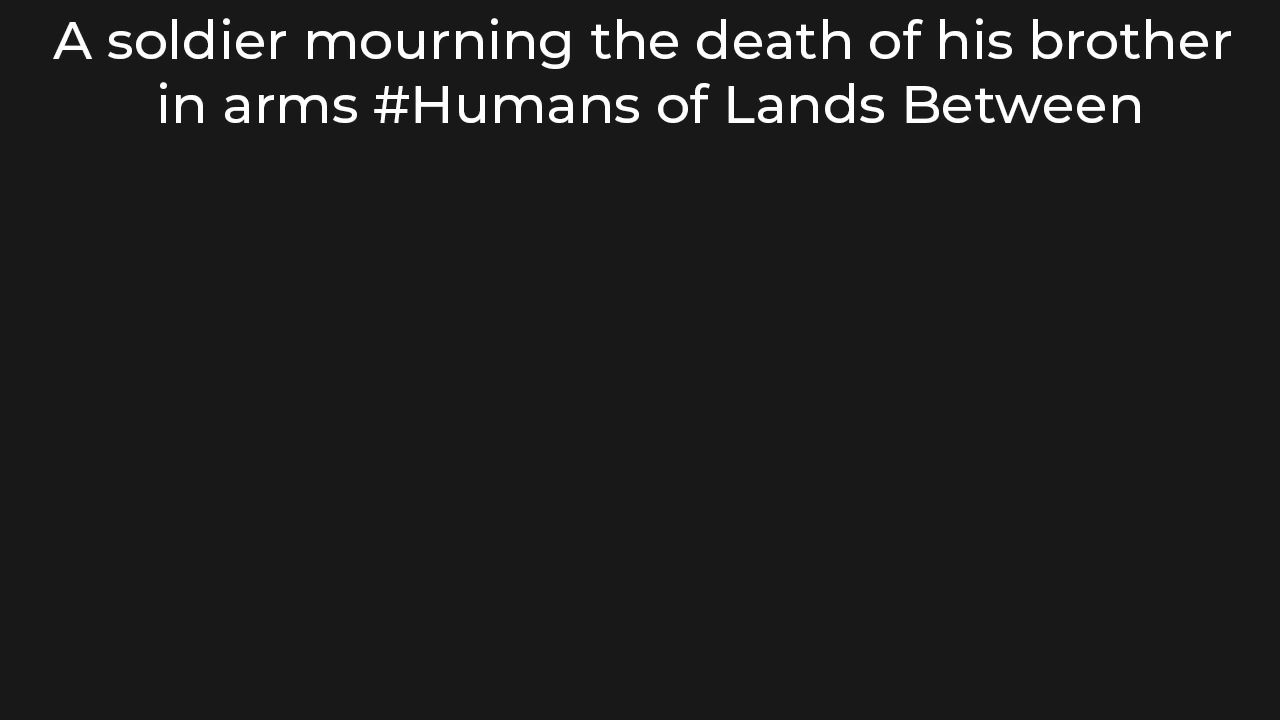 A soldier mourning the death of his brother
in arms #Humans of Lands Between